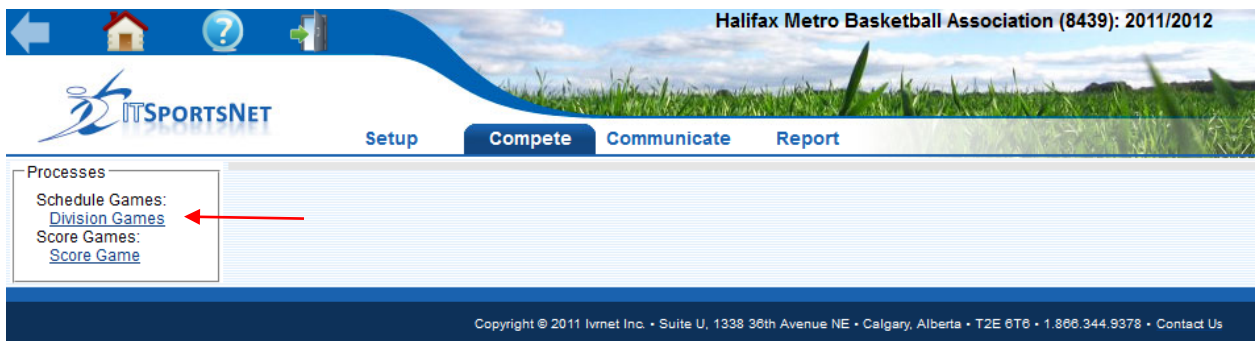 Halifax Metro Basketball Association (8439): 2011/2012
ITSPORTSNET
Setup Compete Communicate Report
Processes
Schedule Games:
Division Games
Score Games:
Score Game
Copyright © 2011 Ivrnet Inc. • Suite U, 1338 36th Avenue NE • Calgary, Alberta • T2E 6T6 • 1.866.344.9378 • Contact Us